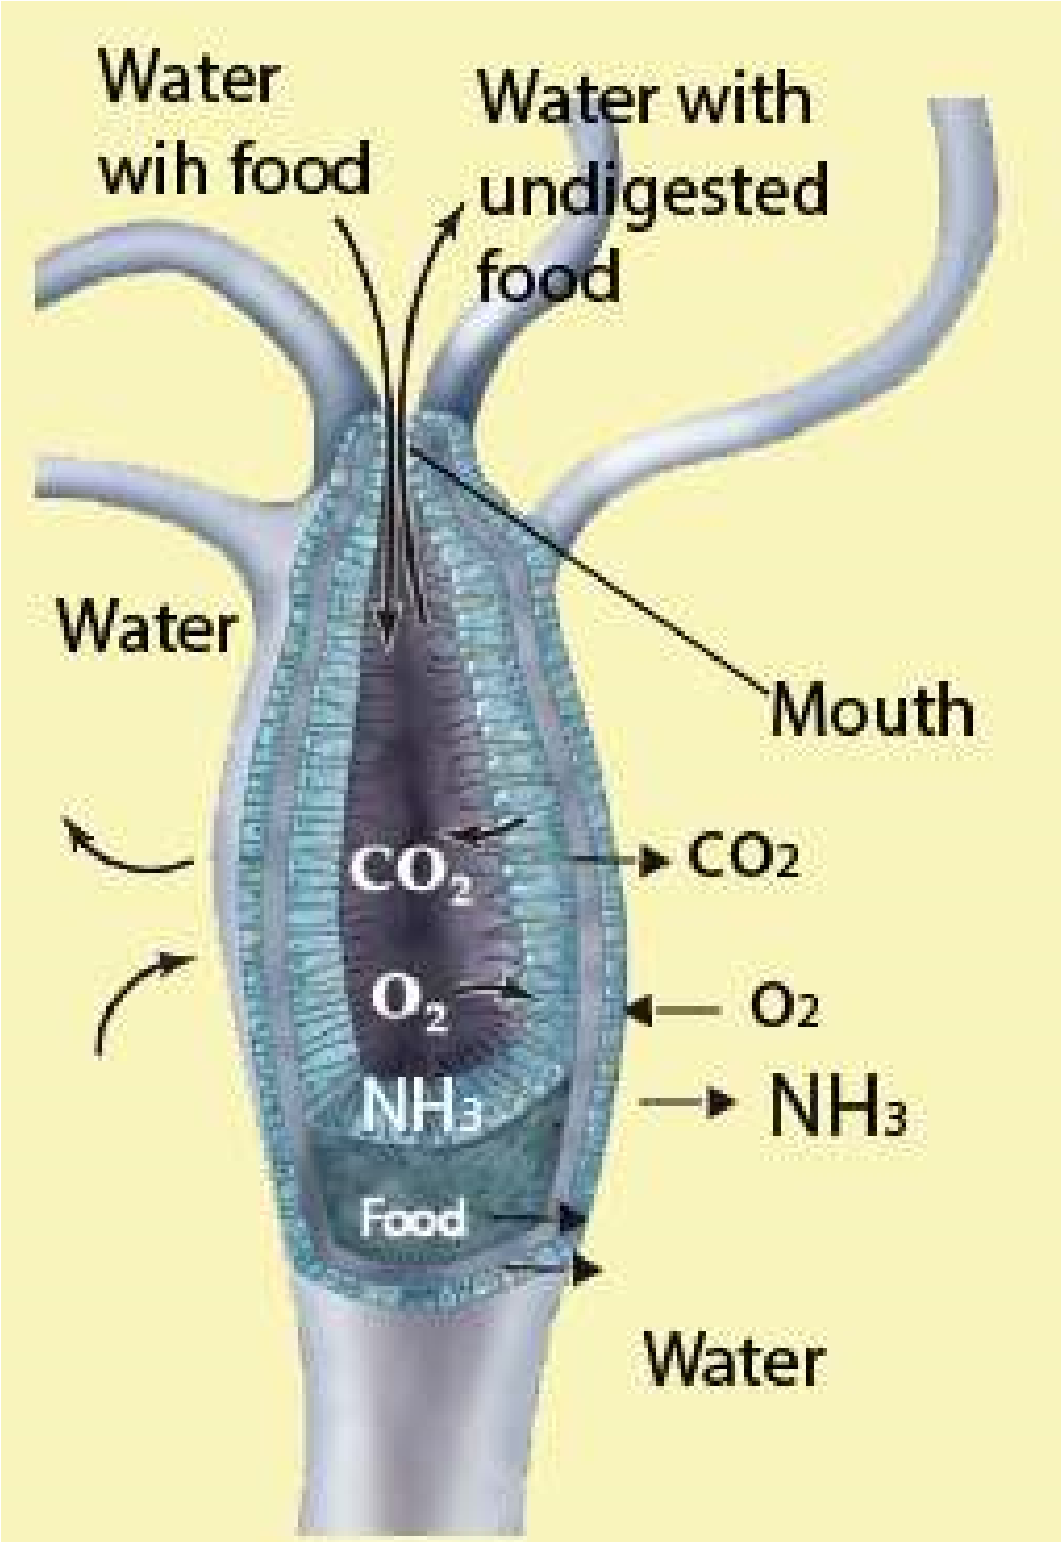 Water
wih food
Water with
undigested
food
Water
Mouth
CO₂
CO₂
O₂
O₂
NH₃
NH₃
Food
Water